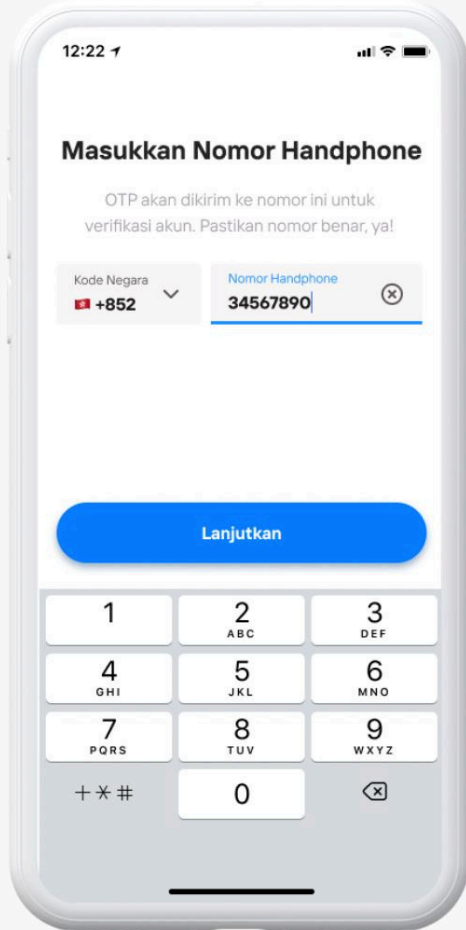 12:22
Masukkan Nomor Handphone
OTP akan dikirim ke nomor ini untuk
verifikasi akun. Pastikan nomor benar, ya!
Kode Negara
+852
Nomor Handphone
34567890
Lanjutkan
1
2
ABC
3
DEF
4
GHI
5
JKL
6
MNO
7
PQRS
8
TUV
9
WXYZ
+*#
0